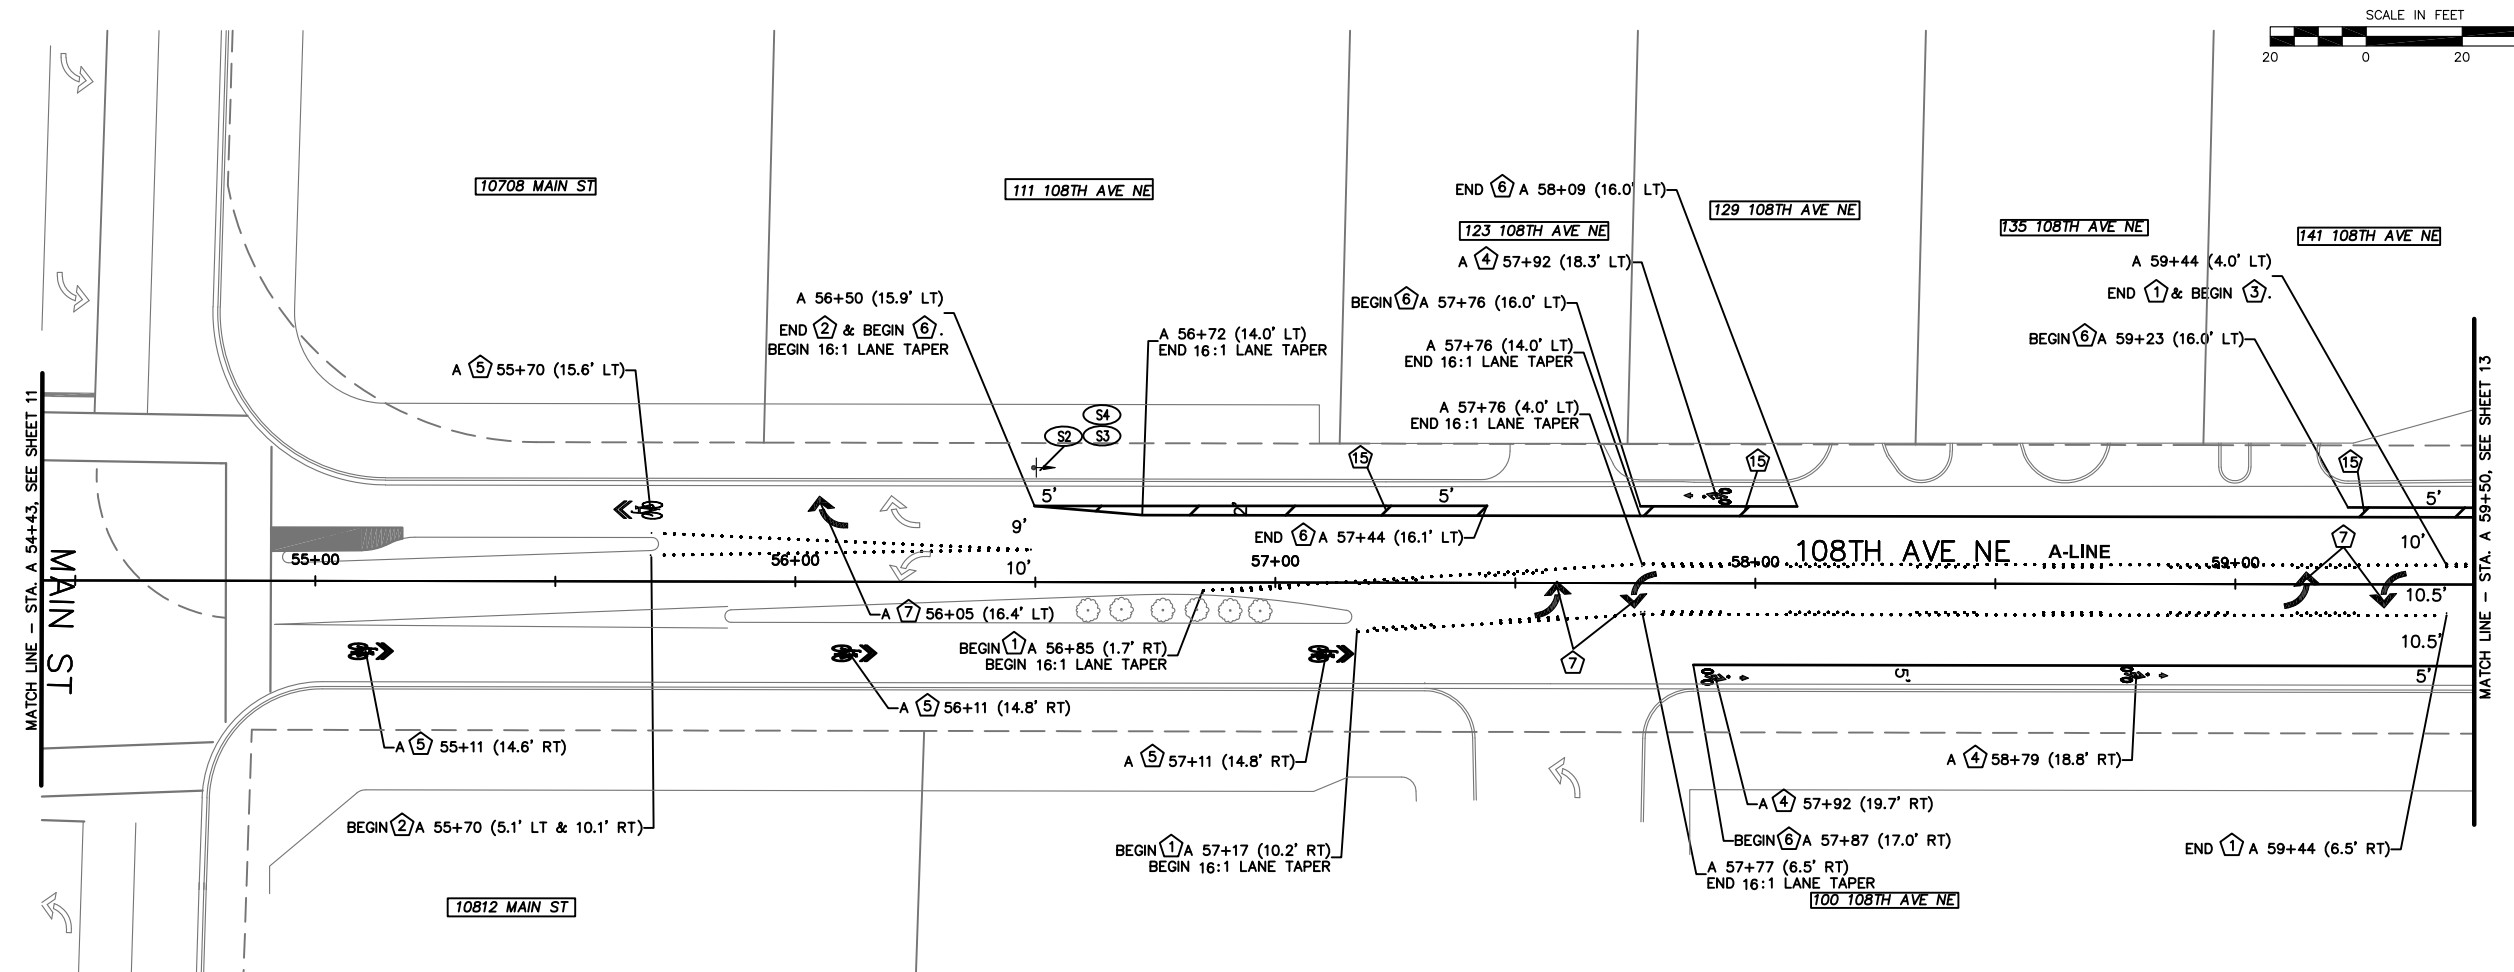 SCALE IN FEET
20 0 20
10708 MAIN ST
111 108TH AVE NE
END 6 A 58+09 (16.0' LT)
129 108TH AVE NE
123 108TH AVE NE
135 108TH AVE NE
141 108TH AVE NE
A 4 57+92 (18.3' LT)
A 59+44 (4.0' LT)
END 1 & BEGIN 3.
BEGIN 6 A 57+76 (16.0' LT)
A 56+50 (15.9' LT)
END 2 & BEGIN 6.
BEGIN 16:1 LANE TAPER
A 56+72 (14.0' LT)
END 16:1 LANE TAPER
A 57+76 (14.0' LT)
END 16:1 LANE TAPER
BEGIN 6 A 59+23 (16.0' LT)
A 5 55+70 (15.6' LT)
A 57+76 (4.0' LT)
END 16:1 LANE TAPER
S4
S2 S3
15
15
15
5'
5'
5'
2'
9'
END 6 A 57+44 (16.1' LT)
7
10'
10'
108TH AVE NE A-LINE
55+00
56+00
57+00
58+00
59+00
10.5'
A 7 56+05 (16.4' LT)
BEGIN 1 A 56+85 (1.7' RT)
BEGIN 16:1 LANE TAPER
7
10.5'
5'
5'
A 5 56+11 (14.8' RT)
A 5 55+11 (14.6' RT)
A 5 57+11 (14.8' RT)
A 4 58+79 (18.8' RT)
A 4 57+92 (19.7' RT)
BEGIN 2 A 55+70 (5.1' LT & 10.1' RT)
BEGIN 6 A 57+87 (17.0' RT)
BEGIN 1 A 57+17 (10.2' RT)
BEGIN 16:1 LANE TAPER
END 1 A 59+44 (6.5' RT)
A 57+77 (6.5' RT)
END 16:1 LANE TAPER
100 108TH AVE NE
10812 MAIN ST
MATCH LINE - STA. A 54+43, SEE SHEET 11
MAIN ST
MATCH LINE - STA. A 59+50, SEE SHEET 13